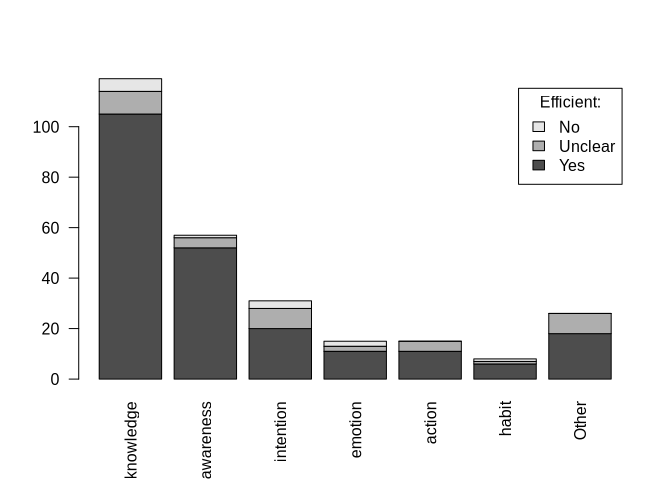 Efficient:
No
Unclear
Yes
100
80
60
40
20
0
knowledge
awareness
intention
emotion
action
habit
Other